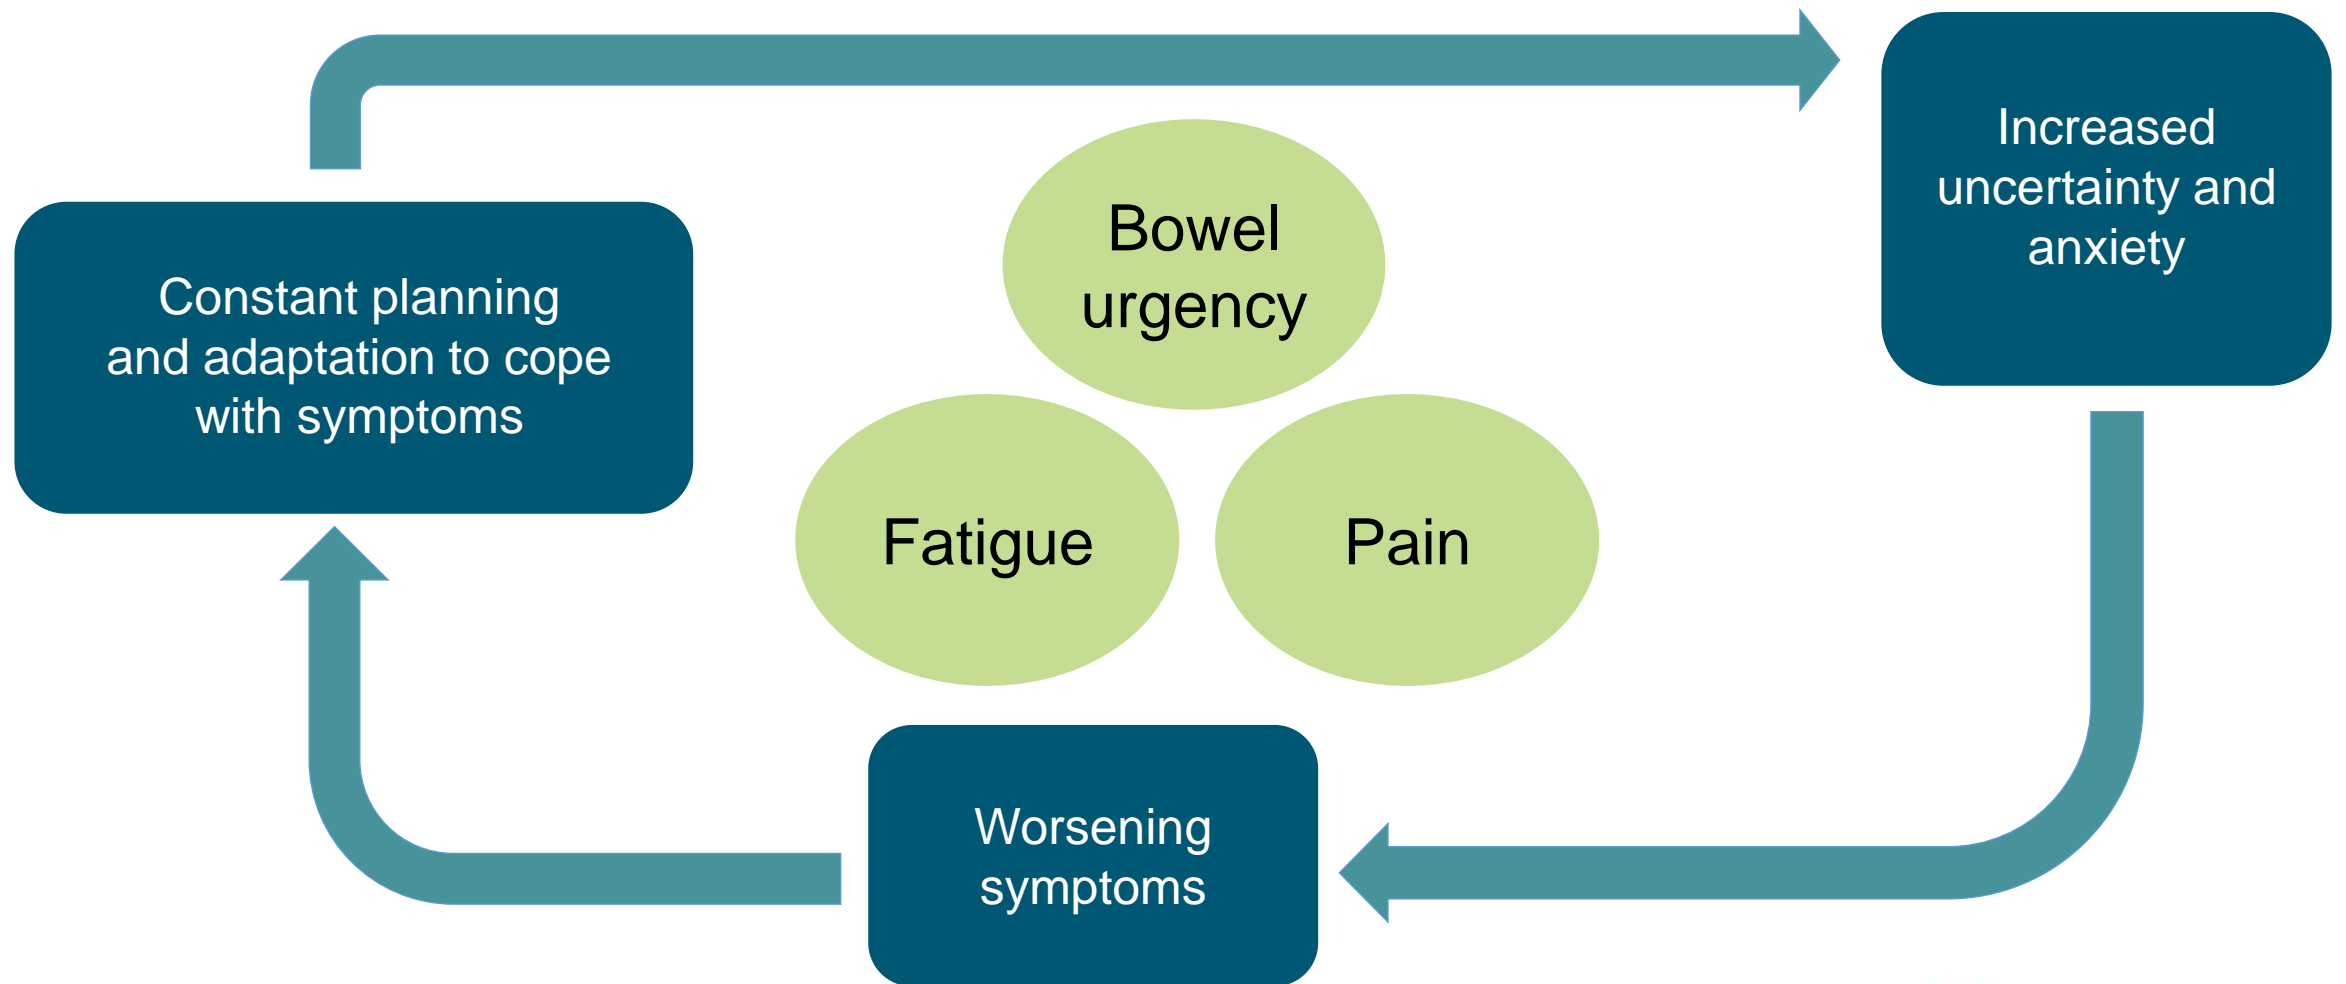 Constant planning
and adaptation to cope
with symptoms
Increased
uncertainty and
anxiety
Bowel
urgency
Fatigue
Pain
Worsening
symptoms